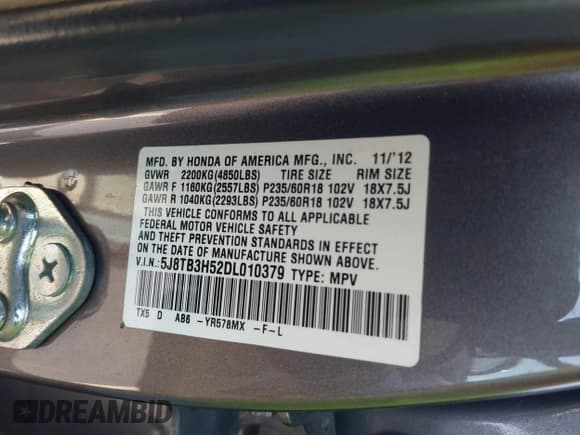 MFD. BY HONDA OF AMERICA MFG., INC. 11/'12
GVWR 2200KG(4850LBS) TIRE SIZE RIM SIZE
GAWR F 1160KG(2557LBS) P235/60R18 102V 18X7.5J
GAWR R 1040KG(2293LBS) P235/60R18 102V 18X7.5J
THIS VEHICLE CONFORMS TO ALL APPLICABLE
FEDERAL MOTOR VEHICLE SAFETY
AND THEFT PREVENTION STANDARDS IN EFFECT
ON THE DATE OF MANUFACTURE SHOWN ABOVE.
V.I.N.:5J8TB3H52DL010379 TYPE: MPV
TX5 D AB6 -YR578MX -F-L
DREAMBID